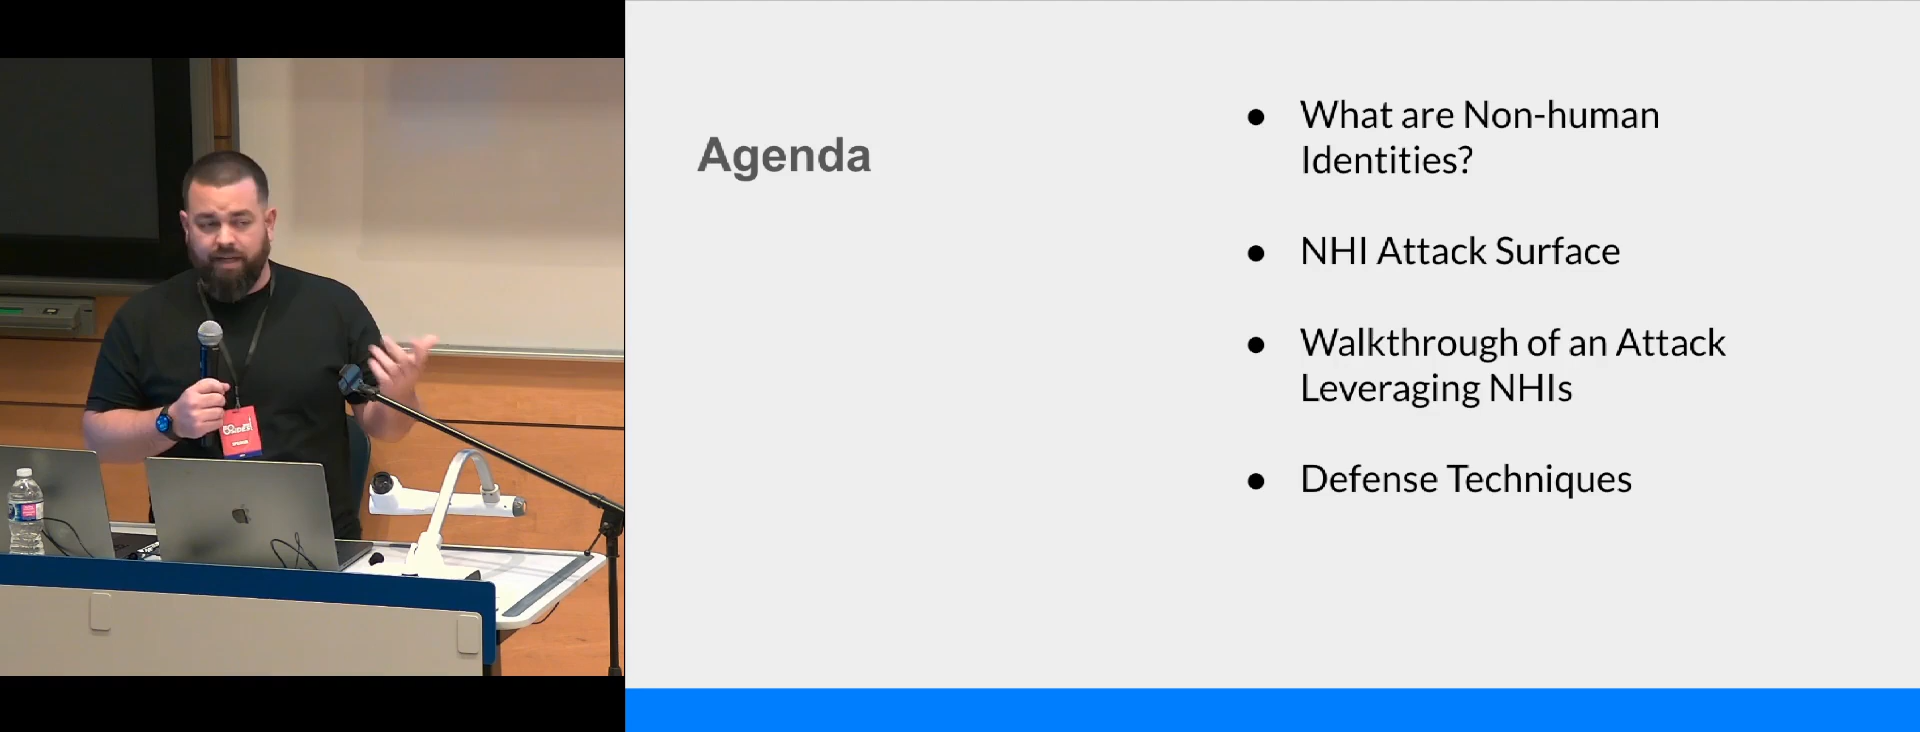 Agenda
● What are Non-human
Identities?
● NHI Attack Surface
● Walkthrough of an Attack
Leveraging NHIs
● Defense Techniques